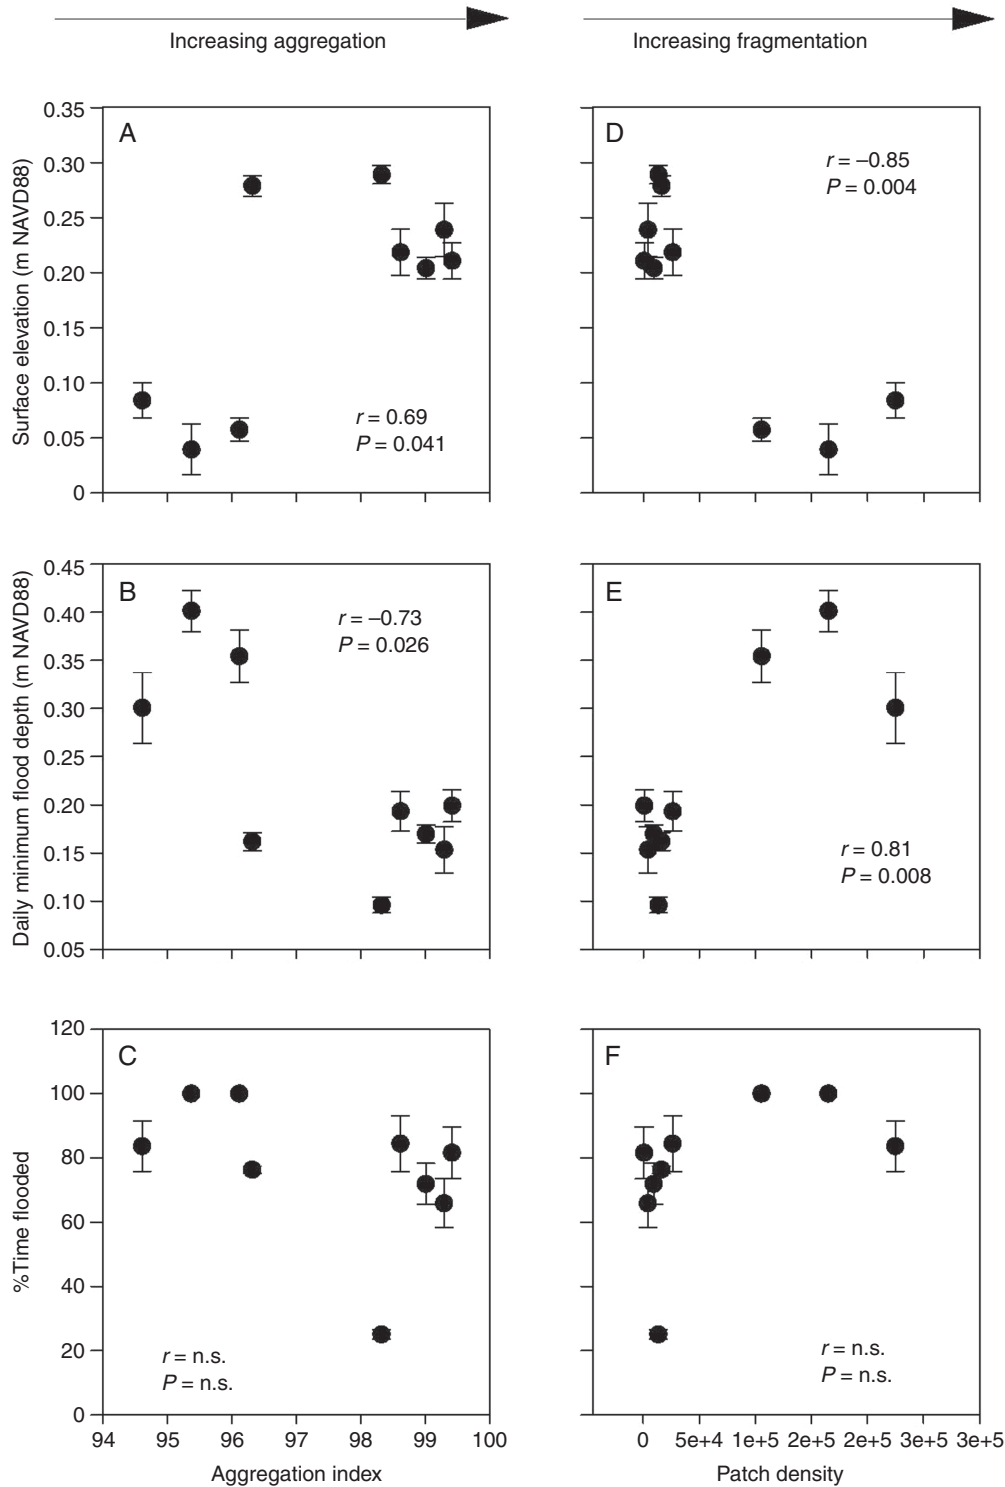 Increasing aggregation
Increasing fragmentation
Surface elevation (m NAVD88)
0.35
0.30
0.25
0.20
0.15
0.10
0.05
0
A
r = 0.69
P = 0.041
D
r = –0.85
P = 0.004
Daily minimum flood depth (m NAVD88)
0.45
0.40
0.35
0.30
0.25
0.20
0.15
0.10
0.05
B
r = –0.73
P = 0.026
E
r = 0.81
P = 0.008
%Time flooded
120
100
80
60
40
20
0
C
r = n.s.
P = n.s.
F
r = n.s.
P = n.s.
94 95 96 97 98 99 100
0 5e+4 1e+5 2e+5 2e+5 3e+5 3e+5
Aggregation index
Patch density